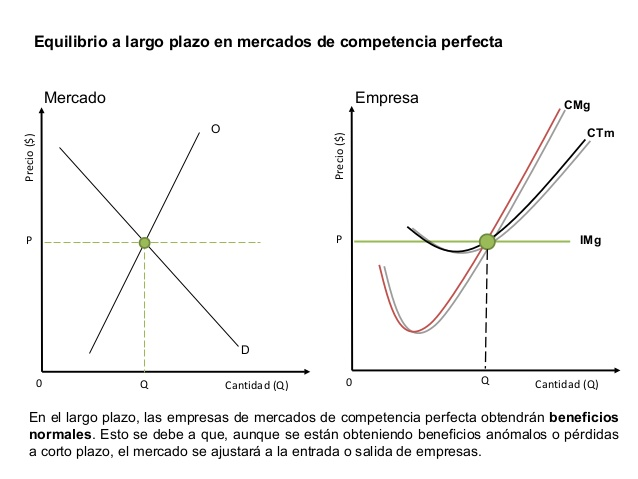 Equilibrio a largo plazo en mercados de competencia perfecta
Mercado
Precio ($)
O
P
D
0
Q
Cantidad (Q)
Empresa
Precio ($)
CMg
CTm
P
IMg
0
Q
Cantidad (Q)
En el largo plazo, las empresas de mercados de competencia perfecta obtendrán beneficios
normales. Esto se debe a que, aunque se están obteniendo beneficios anómalos o pérdidas
a corto plazo, el mercado se ajustará a la entrada o salida de empresas.